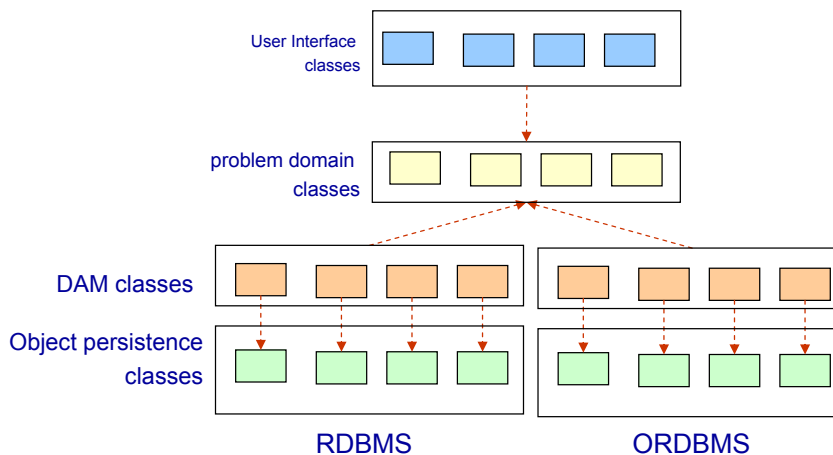 User Interface
classes
problem domain
classes
DAM classes
Object persistence
classes
RDBMS
ORDBMS